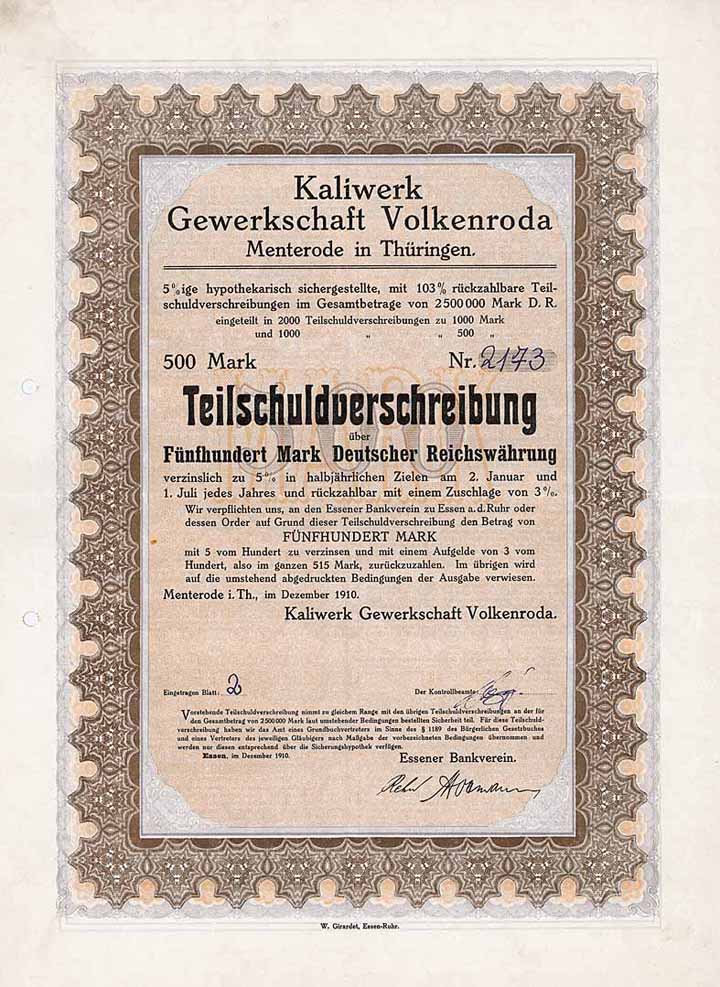 Kaliwerk
Gewerkschaft Volkenroda
Menterode in Thüringen.
5%ige hypothekarisch sichergestellte, mit 103% rückzahlbare Teil-
schuldverschreibungen im Gesamtbetrage von 2500000 Mark D. R.
eingeteilt in 2000 Teilschuldverschreibungen zu 1000 Mark
und 1000 „ „ 500 „
500 Mark Nr. 2173
Teilschuldverschreibung
über
Fünfhundert Mark Deutscher Reichswährung
verzinslich zu 5% in halbjährlichen Zielen am 2. Januar und
1. Juli jedes Jahres und rückzahlbar mit einem Zuschlage von 3%.
Wir verpflichten uns, an den Essener Bankverein zu Essen a.d. Ruhr oder
dessen Order auf Grund dieser Teilschuldverschreibung den Betrag von
FÜNFHUNDERT MARK
mit 5 vom Hundert zu verzinsen und mit einem Aufgelde von 3 vom
Hundert, also im ganzen 515 Mark, zurückzuzahlen. Im übrigen wird
auf die umstehend abgedruckten Bedingungen der Ausgabe verwiesen.
Menterode i. Th., im Dezember 1910.
Kaliwerk Gewerkschaft Volkenroda.
Eingetragen Blatt: 2 Der Kontrollbeamte:
Vorstehende Teilschuldverschreibung nimmt zu gleichem Range mit den übrigen Teilschuldverschreibungen an der für
den Gesamtbetrag von 2500000 Mark laut umstehender Bedingungen bestellten Sicherheit teil. Für diese Teilschuld-
verschreibung haben wir das Amt eines Grundbuchvertreters im Sinne des § 1189 des Bürgerlichen Gesetzbuches
und eines Vertreters des jeweiligen Gläubigers nach Maßgabe der vorbezeichneten Bedingungen übernommen und
werden nur diesen entsprechend über die Sicherungshypothek verfügen.
Essen, im Dezember 1910.
Essener Bankverein.
W. Girardet, Essen-Ruhr.